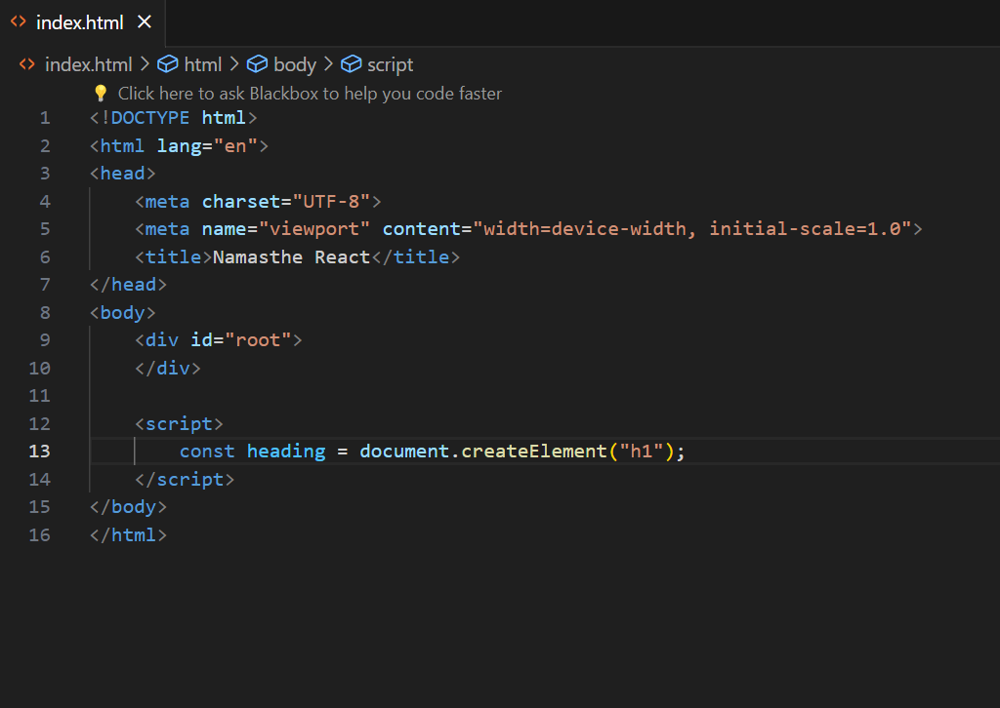 index.html
index.html > html > body > script
Click here to ask Blackbox to help you code faster
1 <!DOCTYPE html>
2 <html lang="en">
3 <head>
4     <meta charset="UTF-8">
5     <meta name="viewport" content="width=device-width, initial-scale=1.0">
6     <title>Namasthe React</title>
7 </head>
8 <body>
9     <div id="root">
10     </div>
11
12     <script>
13         const heading = document.createElement("h1");
14     </script>
15 </body>
16 </html>